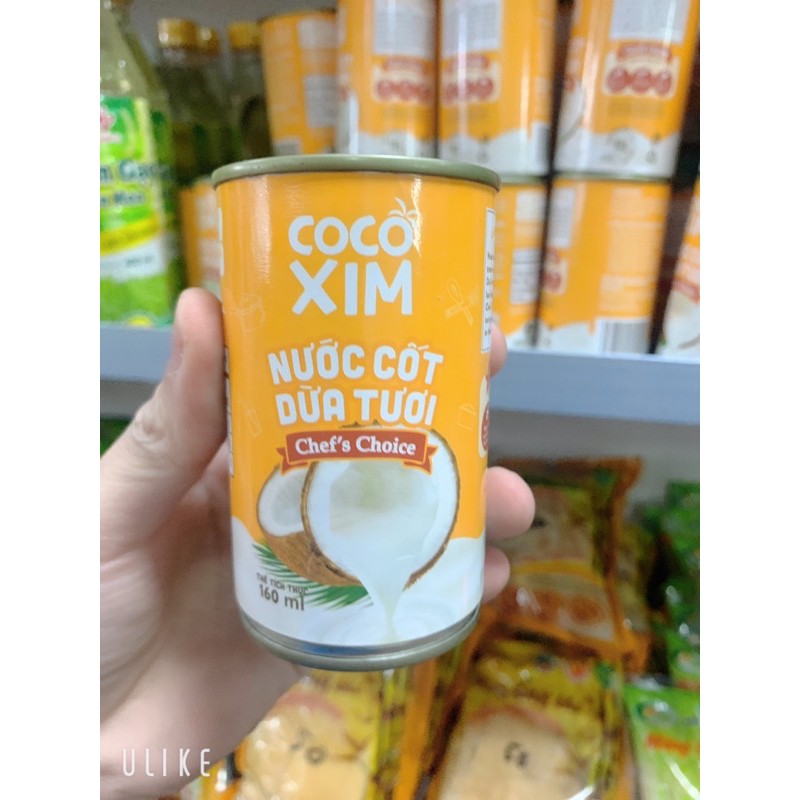 COCO
XIM
NƯỚC CỐT
DỪA TƯƠI
Chef's Choice
THỂ TÍCH THỰC
160 ml
ULIKE